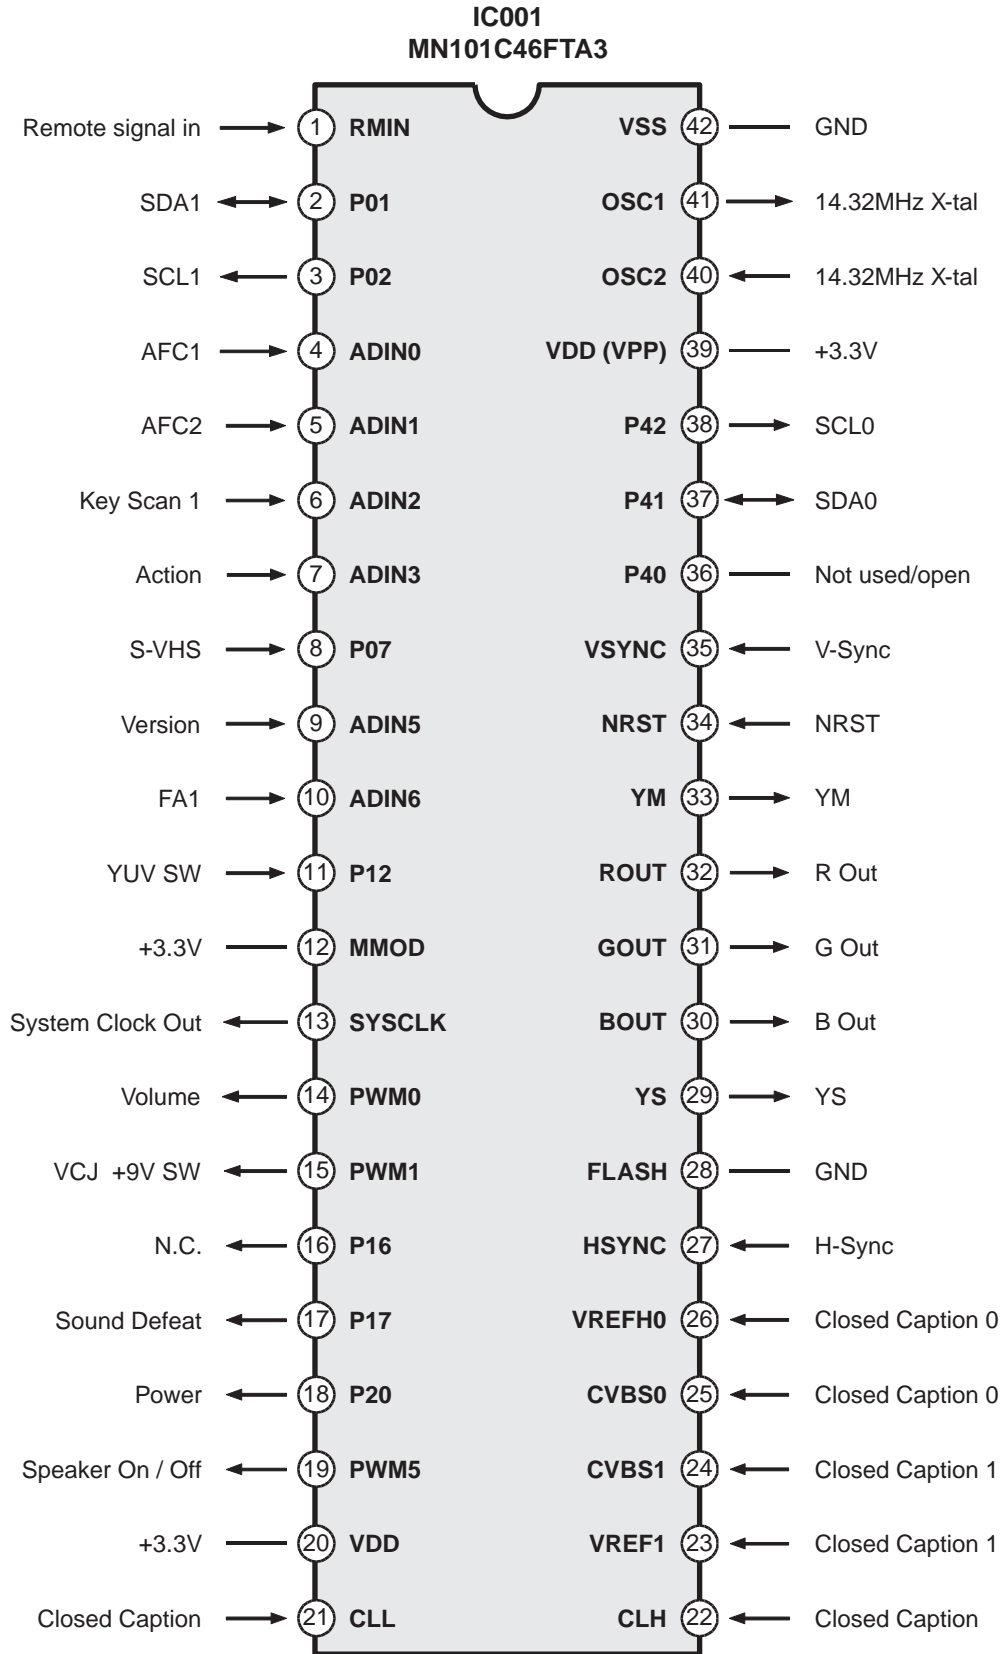 IC001
MN101C46FTA3
Remote signal in 1 RMIN VSS 42 GND
SDA1 2 P01 OSC1 41 14.32MHz X-tal
SCL1 3 P02 OSC2 40 14.32MHz X-tal
AFC1 4 ADIN0 VDD (VPP) 39 +3.3V
AFC2 5 ADIN1 P42 38 SCL0
Key Scan 1 6 ADIN2 P41 37 SDA0
Action 7 ADIN3 P40 36 Not used/open
S-VHS 8 P07 VSYNC 35 V-Sync
Version 9 ADIN5 NRST 34 NRST
FA1 10 ADIN6 YM 33 YM
YUV SW 11 P12 ROUT 32 R Out
+3.3V 12 MMOD GOUT 31 G Out
System Clock Out 13 SYSCLK BOUT 30 B Out
Volume 14 PWM0 YS 29 YS
VCJ +9V SW 15 PWM1 FLASH 28 GND
N.C. 16 P16 HSYNC 27 H-Sync
Sound Defeat 17 P17 VREFH0 26 Closed Caption 0
Power 18 P20 CVBS0 25 Closed Caption 0
Speaker On / Off 19 PWM5 CVBS1 24 Closed Caption 1
+3.3V 20 VDD VREF1 23 Closed Caption 1
Closed Caption 21 CLL CLH 22 Closed Caption